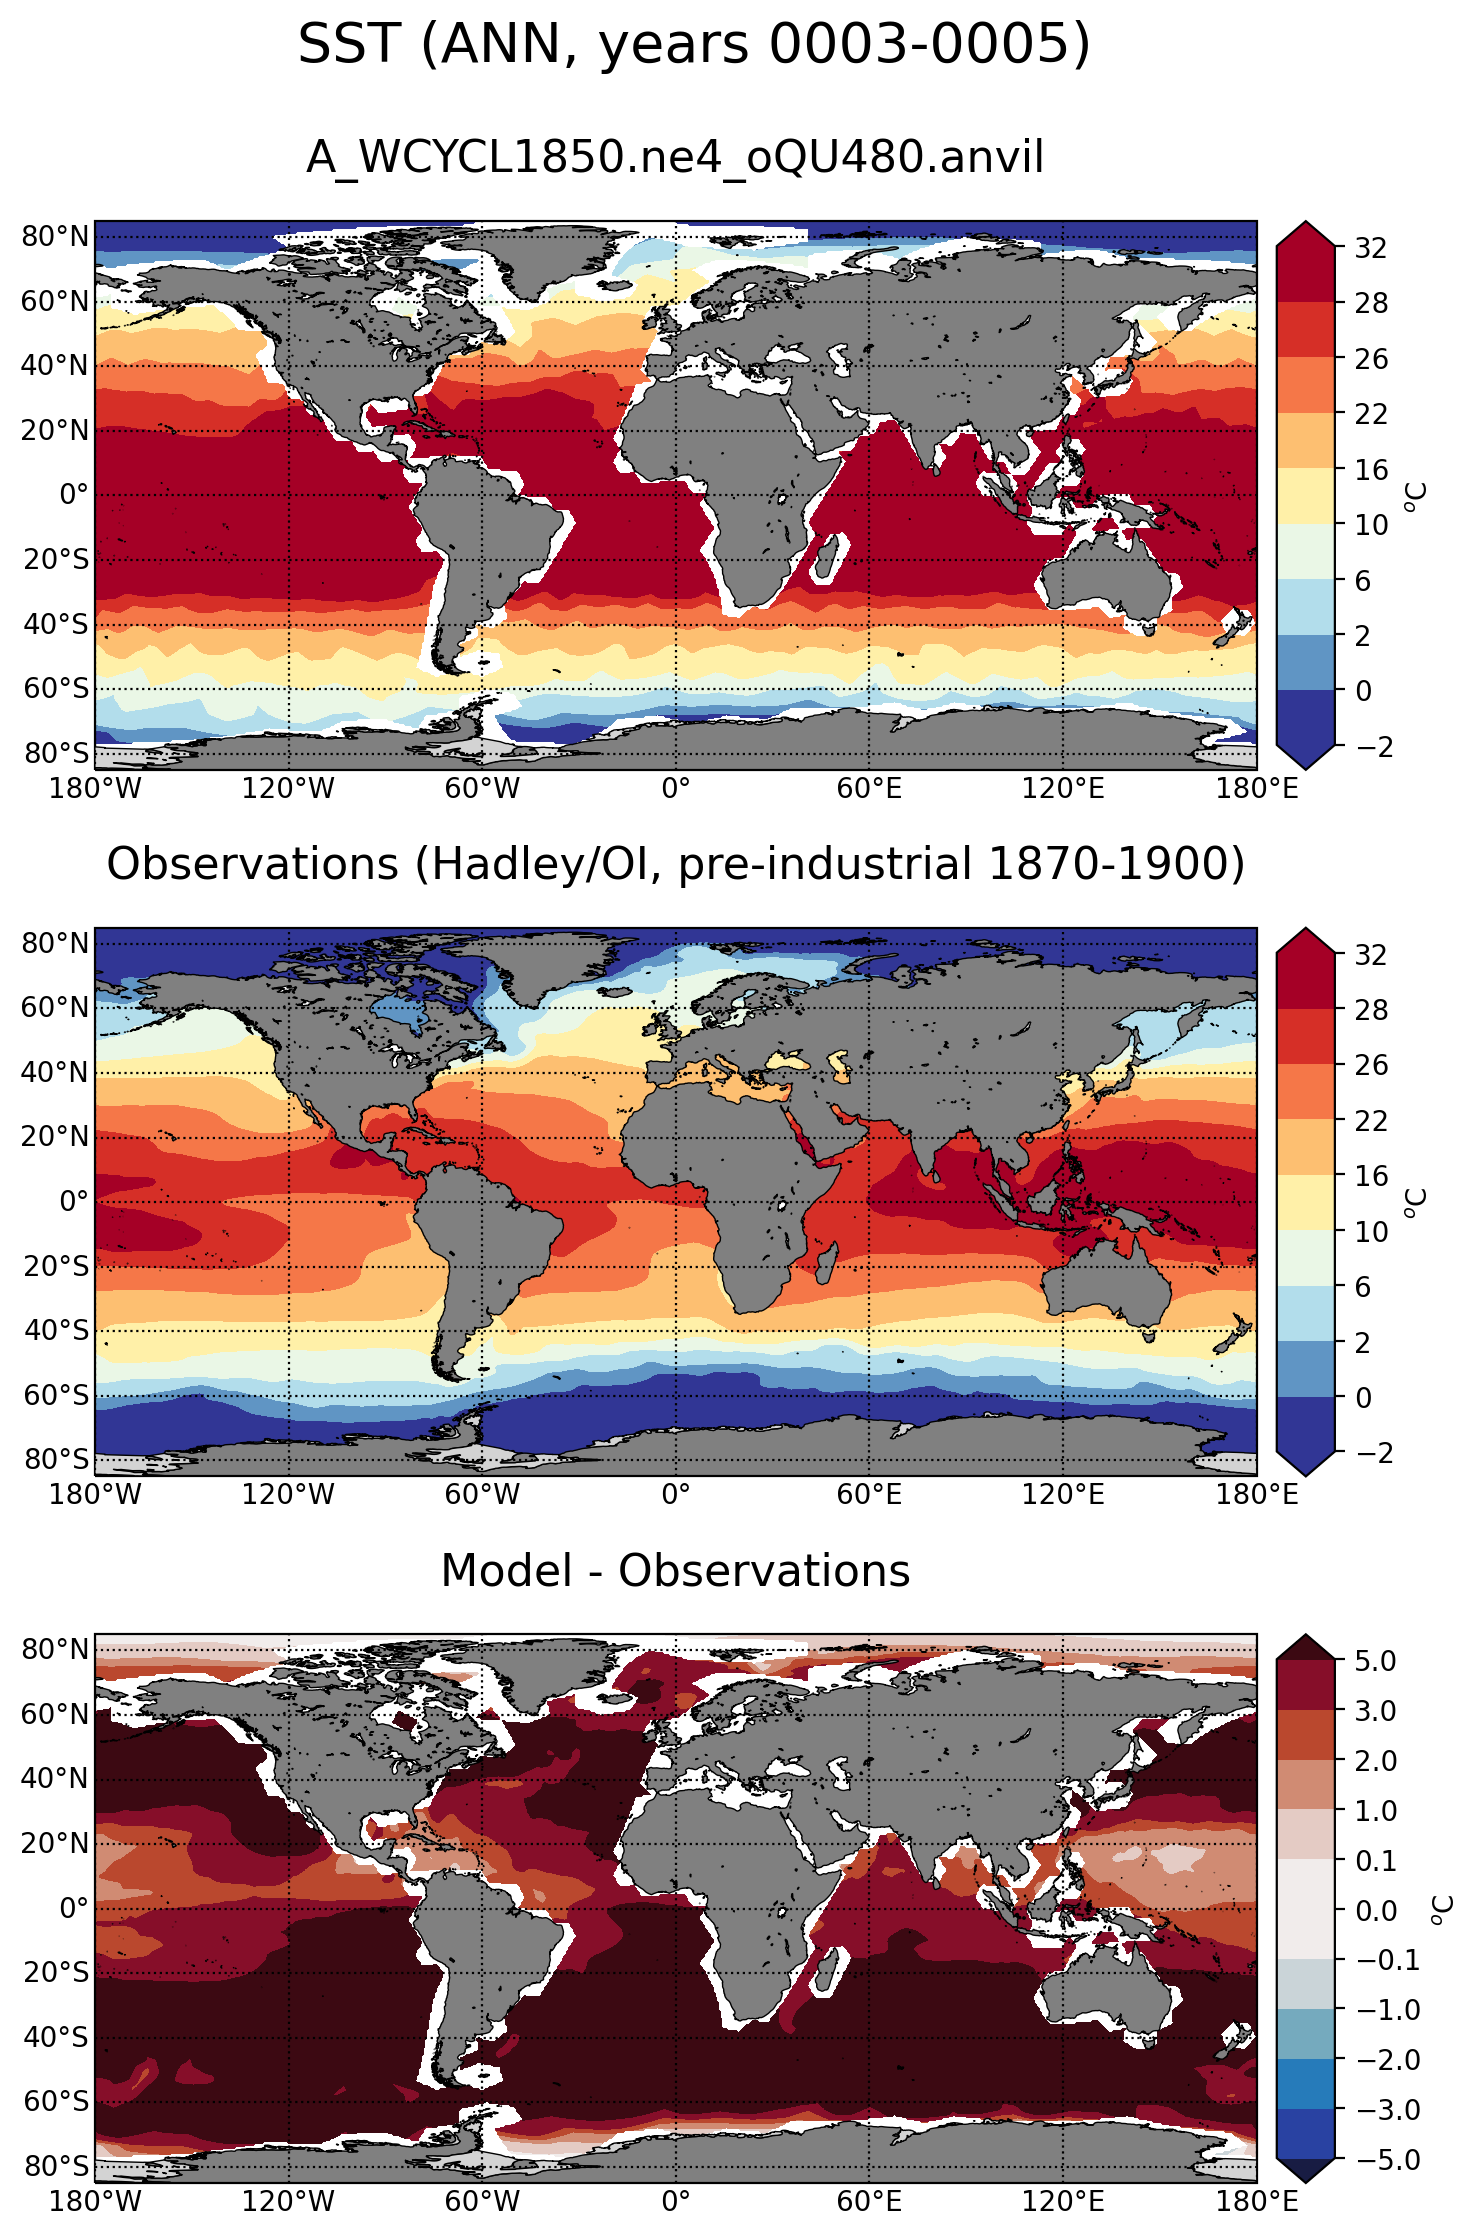 SST (ANN, years 0003-0005)
A_WCYCL1850.ne4_oQU480.anvil
80°N
60°N
40°N
20°N
0°
20°S
40°S
60°S
80°S
180°W 120°W 60°W 0° 60°E 120°E 180°E
32
28
26
22
16
10
6
2
0
−2
°C
Observations (Hadley/OI, pre-industrial 1870-1900)
80°N
60°N
40°N
20°N
0°
20°S
40°S
60°S
80°S
180°W 120°W 60°W 0° 60°E 120°E 180°E
32
28
26
22
16
10
6
2
0
−2
°C
Model - Observations
80°N
60°N
40°N
20°N
0°
20°S
40°S
60°S
80°S
180°W 120°W 60°W 0° 60°E 120°E 180°E
5.0
3.0
2.0
1.0
0.1
0.0
−0.1
−1.0
−2.0
−3.0
−5.0
°C